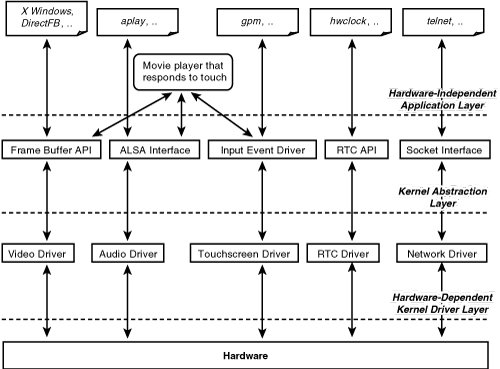 X Windows,
DirectFB, ..
aplay, ..
gpm, ..
hwclock, ..
telnet, ..
Movie player that
responds to touch
Hardware-Independent
Application Layer
Frame Buffer API
ALSA Interface
Input Event Driver
RTC API
Socket Interface
Kernel Abstraction
Layer
Video Driver
Audio Driver
Touchscreen Driver
RTC Driver
Network Driver
Hardware-Dependent
Kernel Driver Layer
Hardware